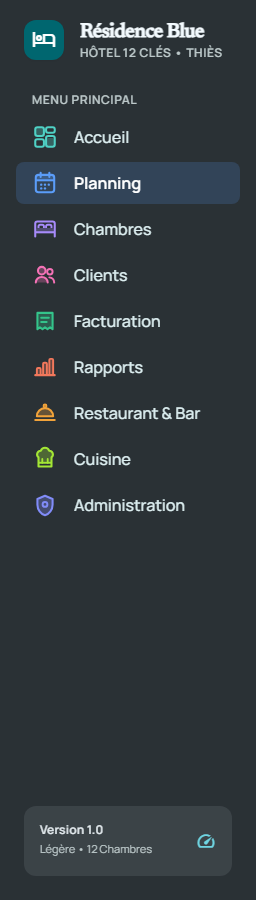 Résidence Blue
HÔTEL 12 CLÉS • THIÈS
MENU PRINCIPAL
Accueil
Planning
Chambres
Clients
Facturation
Rapports
Restaurant & Bar
Cuisine
Administration
Version 1.0
Légère • 12 Chambres